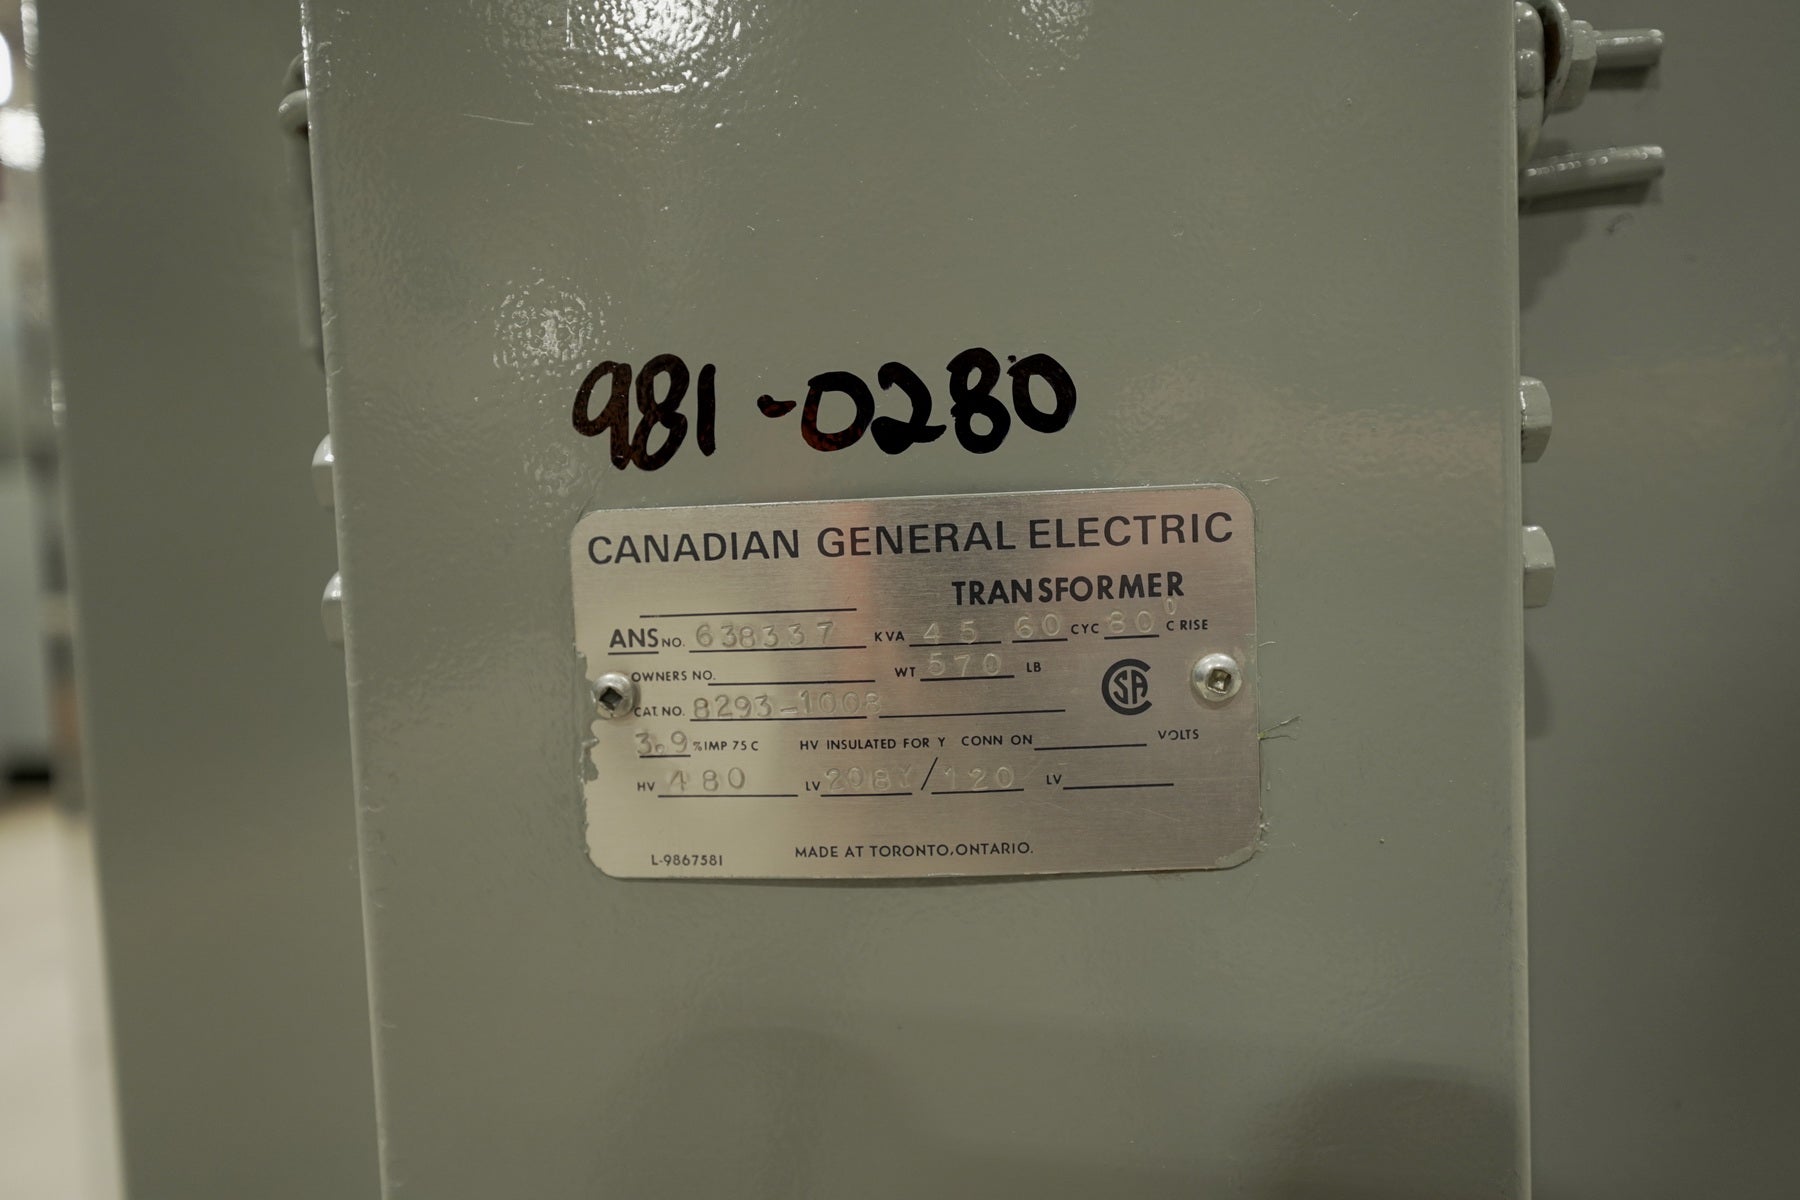 981-0280
CANADIAN GENERAL ELECTRIC
TRANSFORMER
ANS NO. 638337 KVA 45 60 CYC 80° C RISE
OWNERS NO. WT 570 LB
CSA
CAT. NO. 8293-1008
3.9 % IMP 75 C HV INSULATED FOR Y CONN ON VOLTS
HV 480 LV 208Y/120 LV
L-9867581 MADE AT TORONTO, ONTARIO.